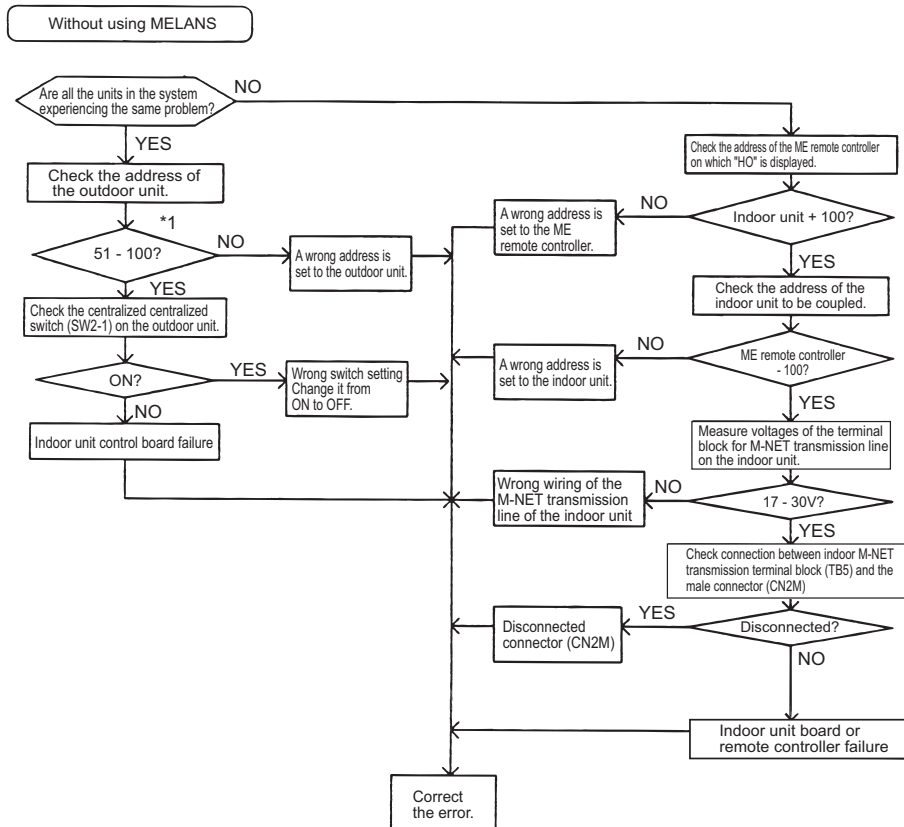 Without using MELANS
Are all the units in the system
experiencing the same problem?
NO
YES
Check the address of
the outdoor unit.
*1
51 - 100?
NO
A wrong address is
set to the outdoor unit.
YES
Check the centralized centralized
switch (SW2-1) on the outdoor unit.
ON?
YES
Wrong switch setting
Change it from
ON to OFF.
NO
Indoor unit control board failure
Check the address of the ME remote controller
on which "HO" is displayed.
Indoor unit + 100?
NO
A wrong address is
set to the ME
remote controller.
YES
Check the address of the
indoor unit to be coupled.
ME remote controller
- 100?
NO
A wrong address is
set to the indoor unit.
YES
Measure voltages of the terminal
block for M-NET transmission line
on the indoor unit.
17 - 30V?
NO
Wrong wiring of the
M-NET transmission
line of the indoor unit
YES
Check connection between indoor M-NET
transmission terminal block (TB5) and the
male connector (CN2M)
Disconnected?
YES
Disconnected
connector (CN2M)
NO
Indoor unit board or
remote controller failure
Correct
the error.